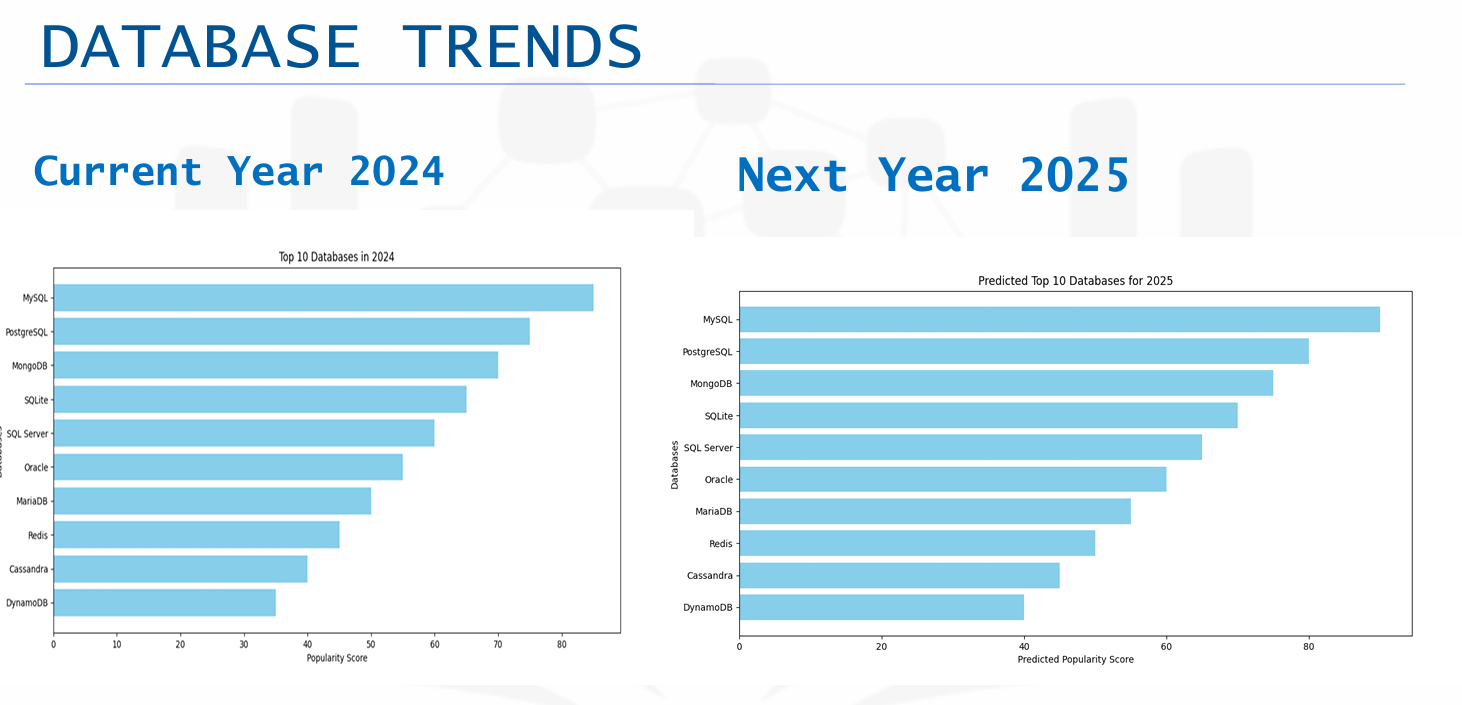 DATABASE TRENDS
Current Year 2024
Next Year 2025
Top 10 Databases in 2024
MySQL
PostgreSQL
MongoDB
SQLite
SQL Server
Oracle
MariaDB
Redis
Cassandra
DynamoDB
0 10 20 30 40 50 60 70 80
Popularity Score
Predicted Top 10 Databases for 2025
Databases
MySQL
PostgreSQL
MongoDB
SQLite
SQL Server
Oracle
MariaDB
Redis
Cassandra
DynamoDB
0 20 40 60 80
Predicted Popularity Score